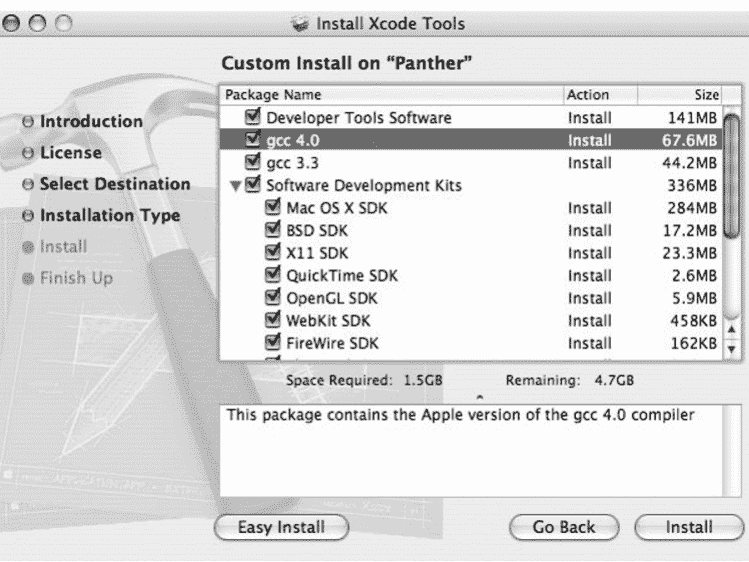 Install Xcode Tools
Custom Install on “Panther”
Introduction
License
Select Destination
Installation Type
Install
Finish Up
Package Name Action Size
Developer Tools Software Install 141MB
gcc 4.0 Install 67.6MB
gcc 3.3 Install 44.2MB
Software Development Kits 336MB
Mac OS X SDK Install 284MB
BSD SDK Install 17.2MB
X11 SDK Install 23.3MB
QuickTime SDK Install 2.6MB
OpenGL SDK Install 5.9MB
WebKit SDK Install 458KB
FireWire SDK Install 162KB
Space Required: 1.5GB Remaining: 4.7GB
This package contains the Apple version of the gcc 4.0 compiler
Easy Install Go Back Install